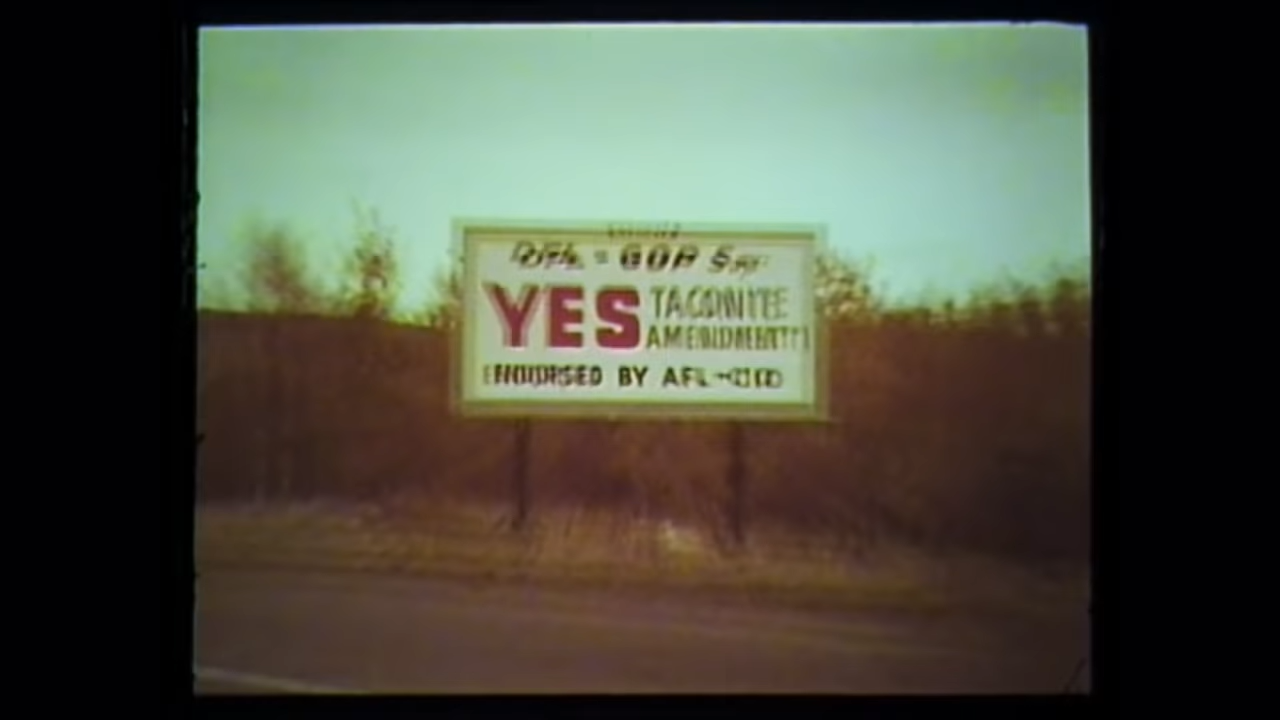 DFL - GOP Say
YES TACONITE
AMENDMENT
ENDORSED BY AFL-CIO